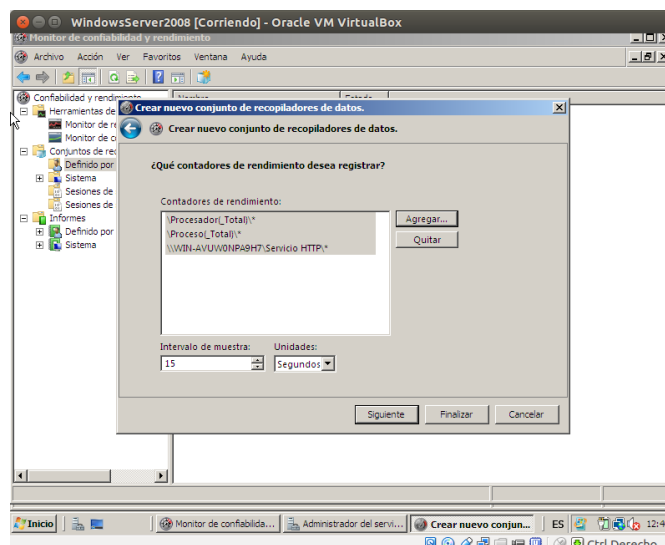 WindowsServer2008 [Corriendo] - Oracle VM VirtualBox
Monitor de confiabilidad y rendimiento
Archivo Acción Ver Favoritos Ventana Ayuda
Confiabilidad y rendimiento
Nombre
Estado
Herramientas de
Monitor de
Monitor de
Conjuntos de
Definido por
Sistema
Sesiones de
Sesiones de
Informes
Definido por
Sistema
Crear nuevo conjunto de recopiladores de datos.
Crear nuevo conjunto de recopiladores de datos.
¿Qué contadores de rendimiento desea registrar?
Contadores de rendimiento:
\Procesador(_Total)\*
\Proceso(_Total)\*
\\WIN-AVUW0NPA9H7\Servicio HTTP\*
Agregar...
Quitar
Intervalo de muestra: Unidades:
15 Segundos
Siguiente Finalizar Cancelar
Inicio Monitor de confiabilida... Administrador del servi... Crear nuevo conjun... ES 12:4
Ctrl Derecho